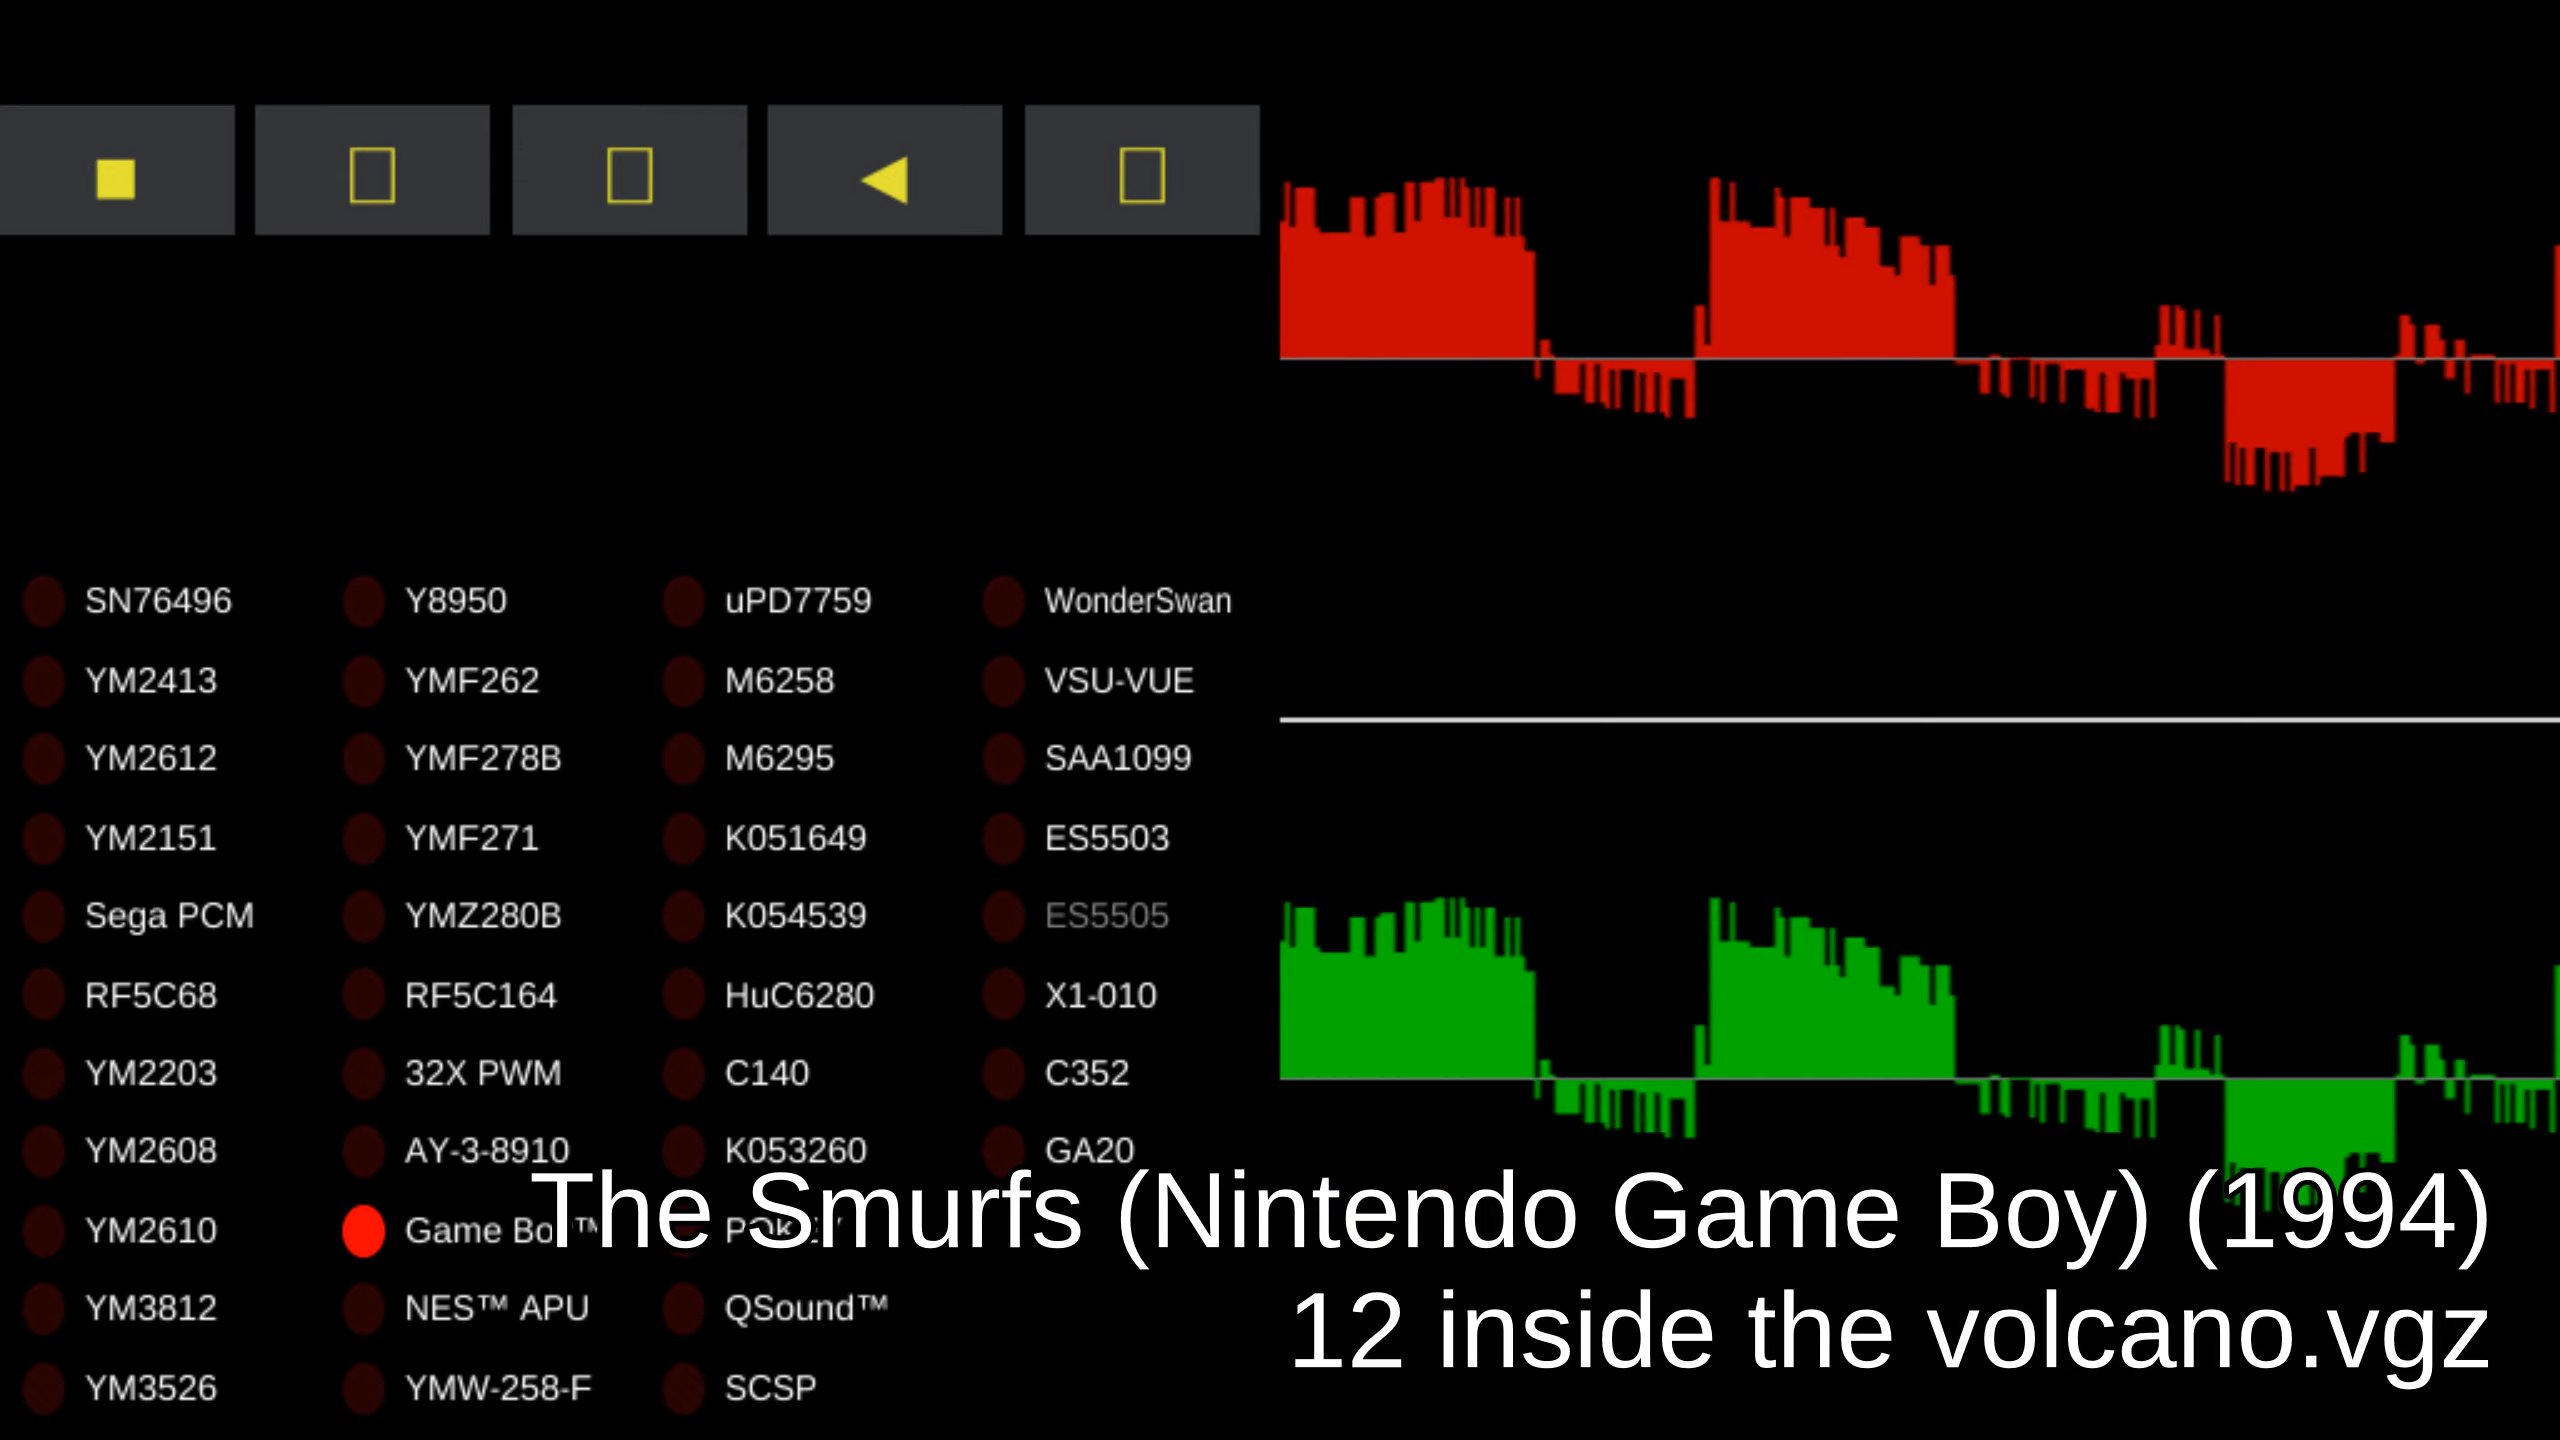 SN76496 Y8950 uPD7759 WonderSwan
YM2413 YMF262 M6258 VSU-VUE
YM2612 YMF278B M6295 SAA1099
YM2151 YMF271 K051649 ES5503
Sega PCM YMZ280B K054539 ES5505
RF5C68 RF5C164 HuC6280 X1-010
YM2203 32X PWM C140 C352
YM2608 AY-3-8910 K053260 GA20
YM2610 Game
The Smurfs (Nintendo Game Boy) (1994)
YM3812 NES™ APU QSound™
12 inside the volcano.vgz
YM3526 YMW-258-F SCSP